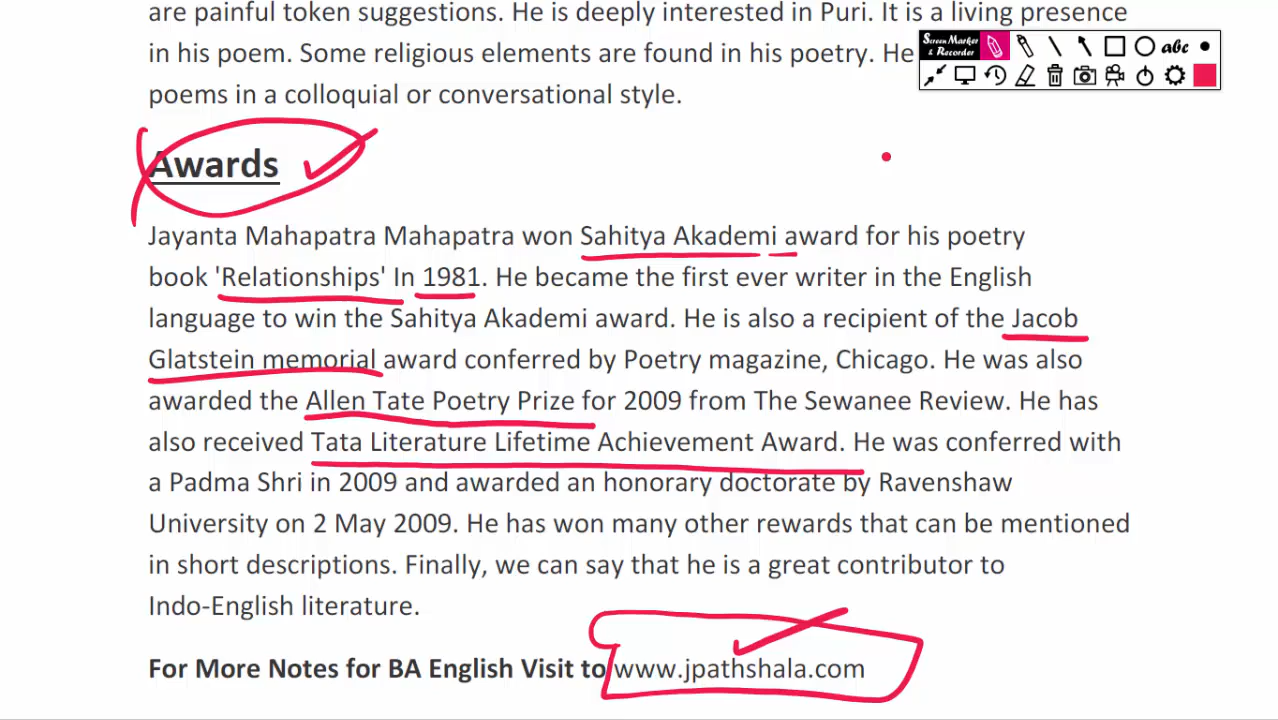 are painful token suggestions. He is deeply interested in Puri. It is a living presence
in his poem. Some religious elements are found in his poetry. He
Screen Marker
& Recorder
abc
poems in a colloquial or conversational style.
Awards
Jayanta Mahapatra Mahapatra won Sahitya Akademi award for his poetry
book 'Relationships' In 1981. He became the first ever writer in the English
language to win the Sahitya Akademi award. He is also a recipient of the Jacob
Glatstein memorial award conferred by Poetry magazine, Chicago. He was also
awarded the Allen Tate Poetry Prize for 2009 from The Sewanee Review. He has
also received Tata Literature Lifetime Achievement Award. He was conferred with
a Padma Shri in 2009 and awarded an honorary doctorate by Ravenshaw
University on 2 May 2009. He has won many other rewards that can be mentioned
in short descriptions. Finally, we can say that he is a great contributor to
Indo-English literature.
For More Notes for BA English Visit to www.jpathshala.com